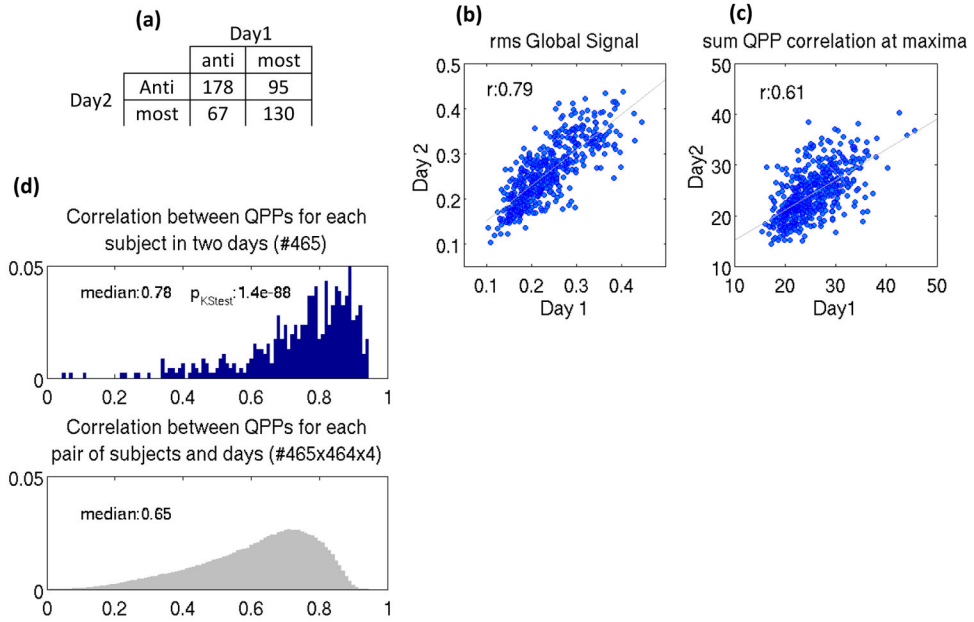 (a)
Day1
anti most
Day2
Anti 178 95
most 67 130
(b)
rms Global Signal
r:0.79
0.5
0.4
0.3
0.2
0.1
Day 2
0.1 0.2 0.3 0.4
Day 1
(c)
sum QPP correlation at maxima
r:0.61
50
40
30
20
10
Day2
10 20 30 40 50
Day1
(d)
Correlation between QPPs for each
subject in two days (#465)
0.05
median:0.78 pKStest:1.4e-88
0
0 0.2 0.4 0.6 0.8 1
Correlation between QPPs for each
pair of subjects and days (#465x464x4)
0.05
median:0.65
0
0 0.2 0.4 0.6 0.8 1